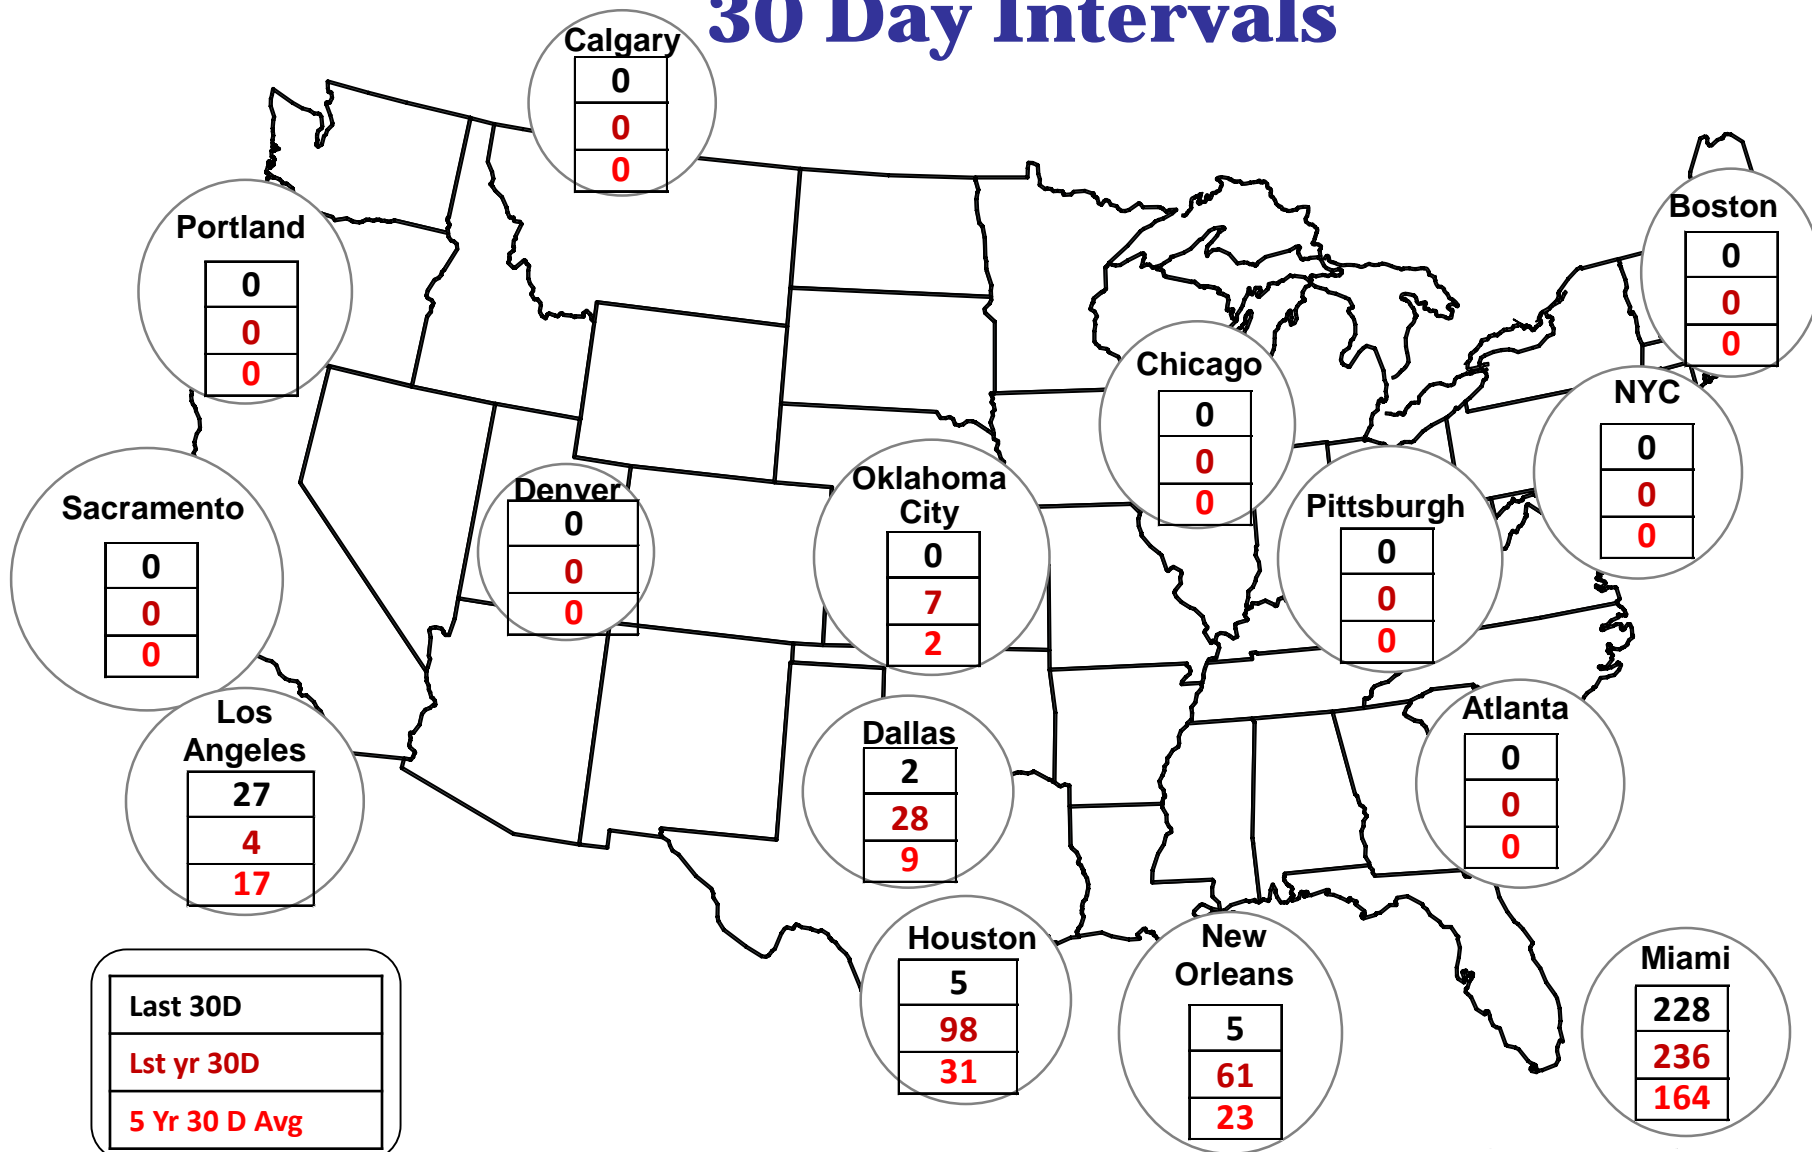 30 Day Intervals
Calgary
0
0
0
Portland
0
0
0
Boston
0
0
0
Chicago
0
0
0
NYC
0
0
0
Sacramento
0
0
0
Denver
0
0
0
Oklahoma
City
0
7
2
Pittsburgh
0
0
0
Los
Angeles
27
4
17
Dallas
2
28
9
Atlanta
0
0
0
Houston
5
98
31
New
Orleans
5
61
23
Miami
228
236
164
Last 30D
Lst yr 30D
5 Yr 30 D Avg